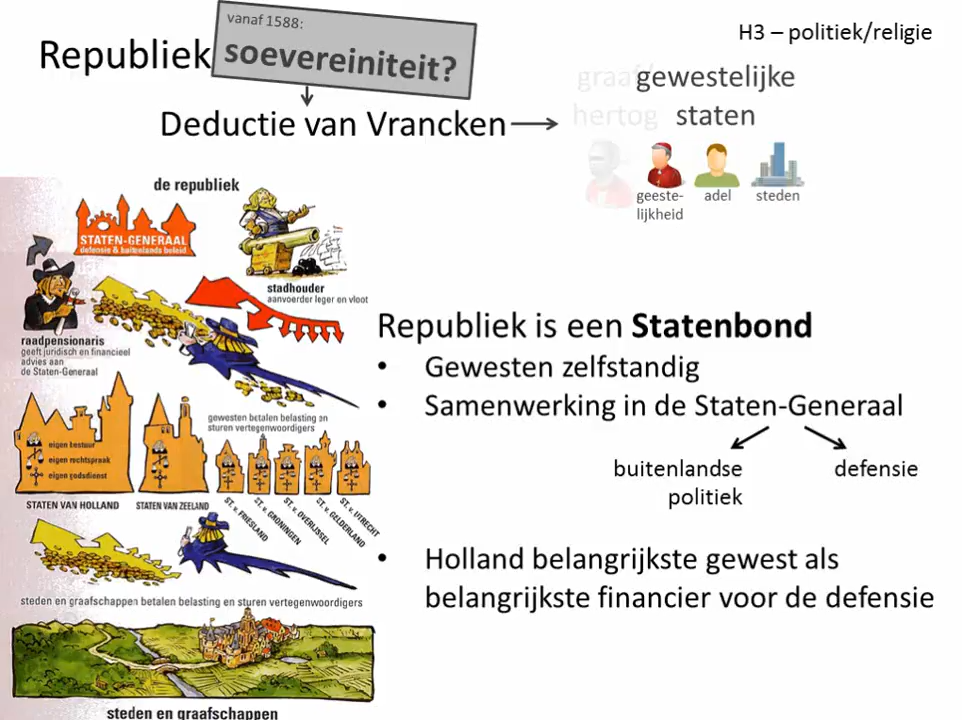 vanaf 1588:
Republiek soevereiniteit?
H3 – politiek/religie
graaf/ gewestelijke
hertog staten
Deductie van Vrancken
geeste-
lijkheid
adel
steden
de republiek
STATEN-GENERAAL
defensie & buitenlands beleid
stadhouder
aanvoerder leger en vloot
raadpensionaris
geeft juridisch en financieel
advies aan
de Staten-Generaal
Republiek is een Statenbond
• Gewesten zelfstandig
• Samenwerking in de Staten-Generaal
buitenlandse
politiek
defensie
gewesten betalen belasting en
sturen vertegenwoordigers
eigen bestuur
eigen rechtspraak
eigen godsdienst
STATEN VAN HOLLAND
STATEN VAN ZEELAND
ST. v. FRIESLAND
ST. v. GRONINGEN
ST. v. OVERIJSSEL
ST. v. GELDERLAND
ST. v. UTRECHT
• Holland belangrijkste gewest als
belangrijkste financier voor de defensie
steden en graafschappen betalen belasting en sturen vertegenwoordigers
steden en graafschappen